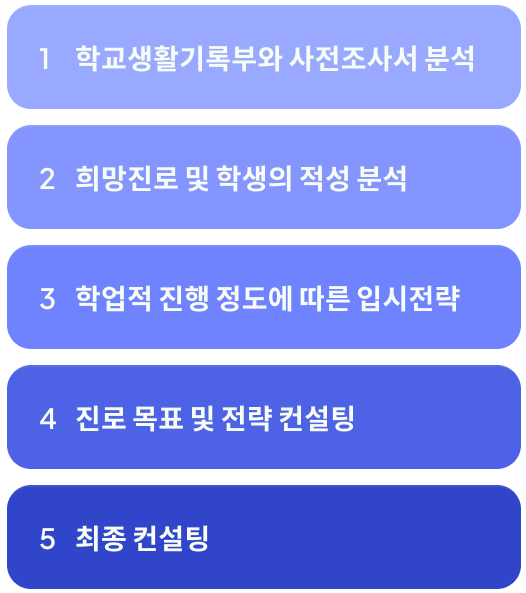 1 학교생활기록부와 사전조사서 분석
2 희망진로 및 학생의 적성 분석
3 학업적 진행 정도에 따른 입시전략
4 진로 목표 및 전략 컨설팅
5 최종 컨설팅